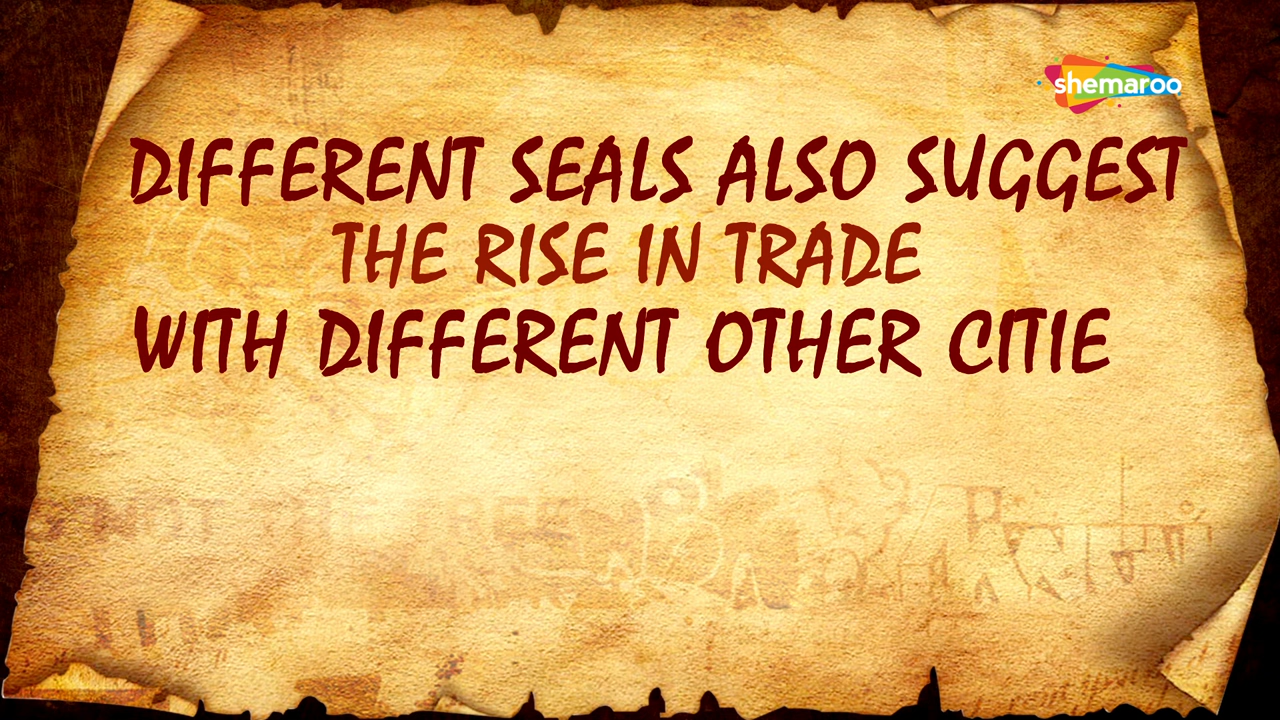 shemaroo
DIFFERENT SEALS ALSO SUGGEST
THE RISE IN TRADE
WITH DIFFERENT OTHER CITIE